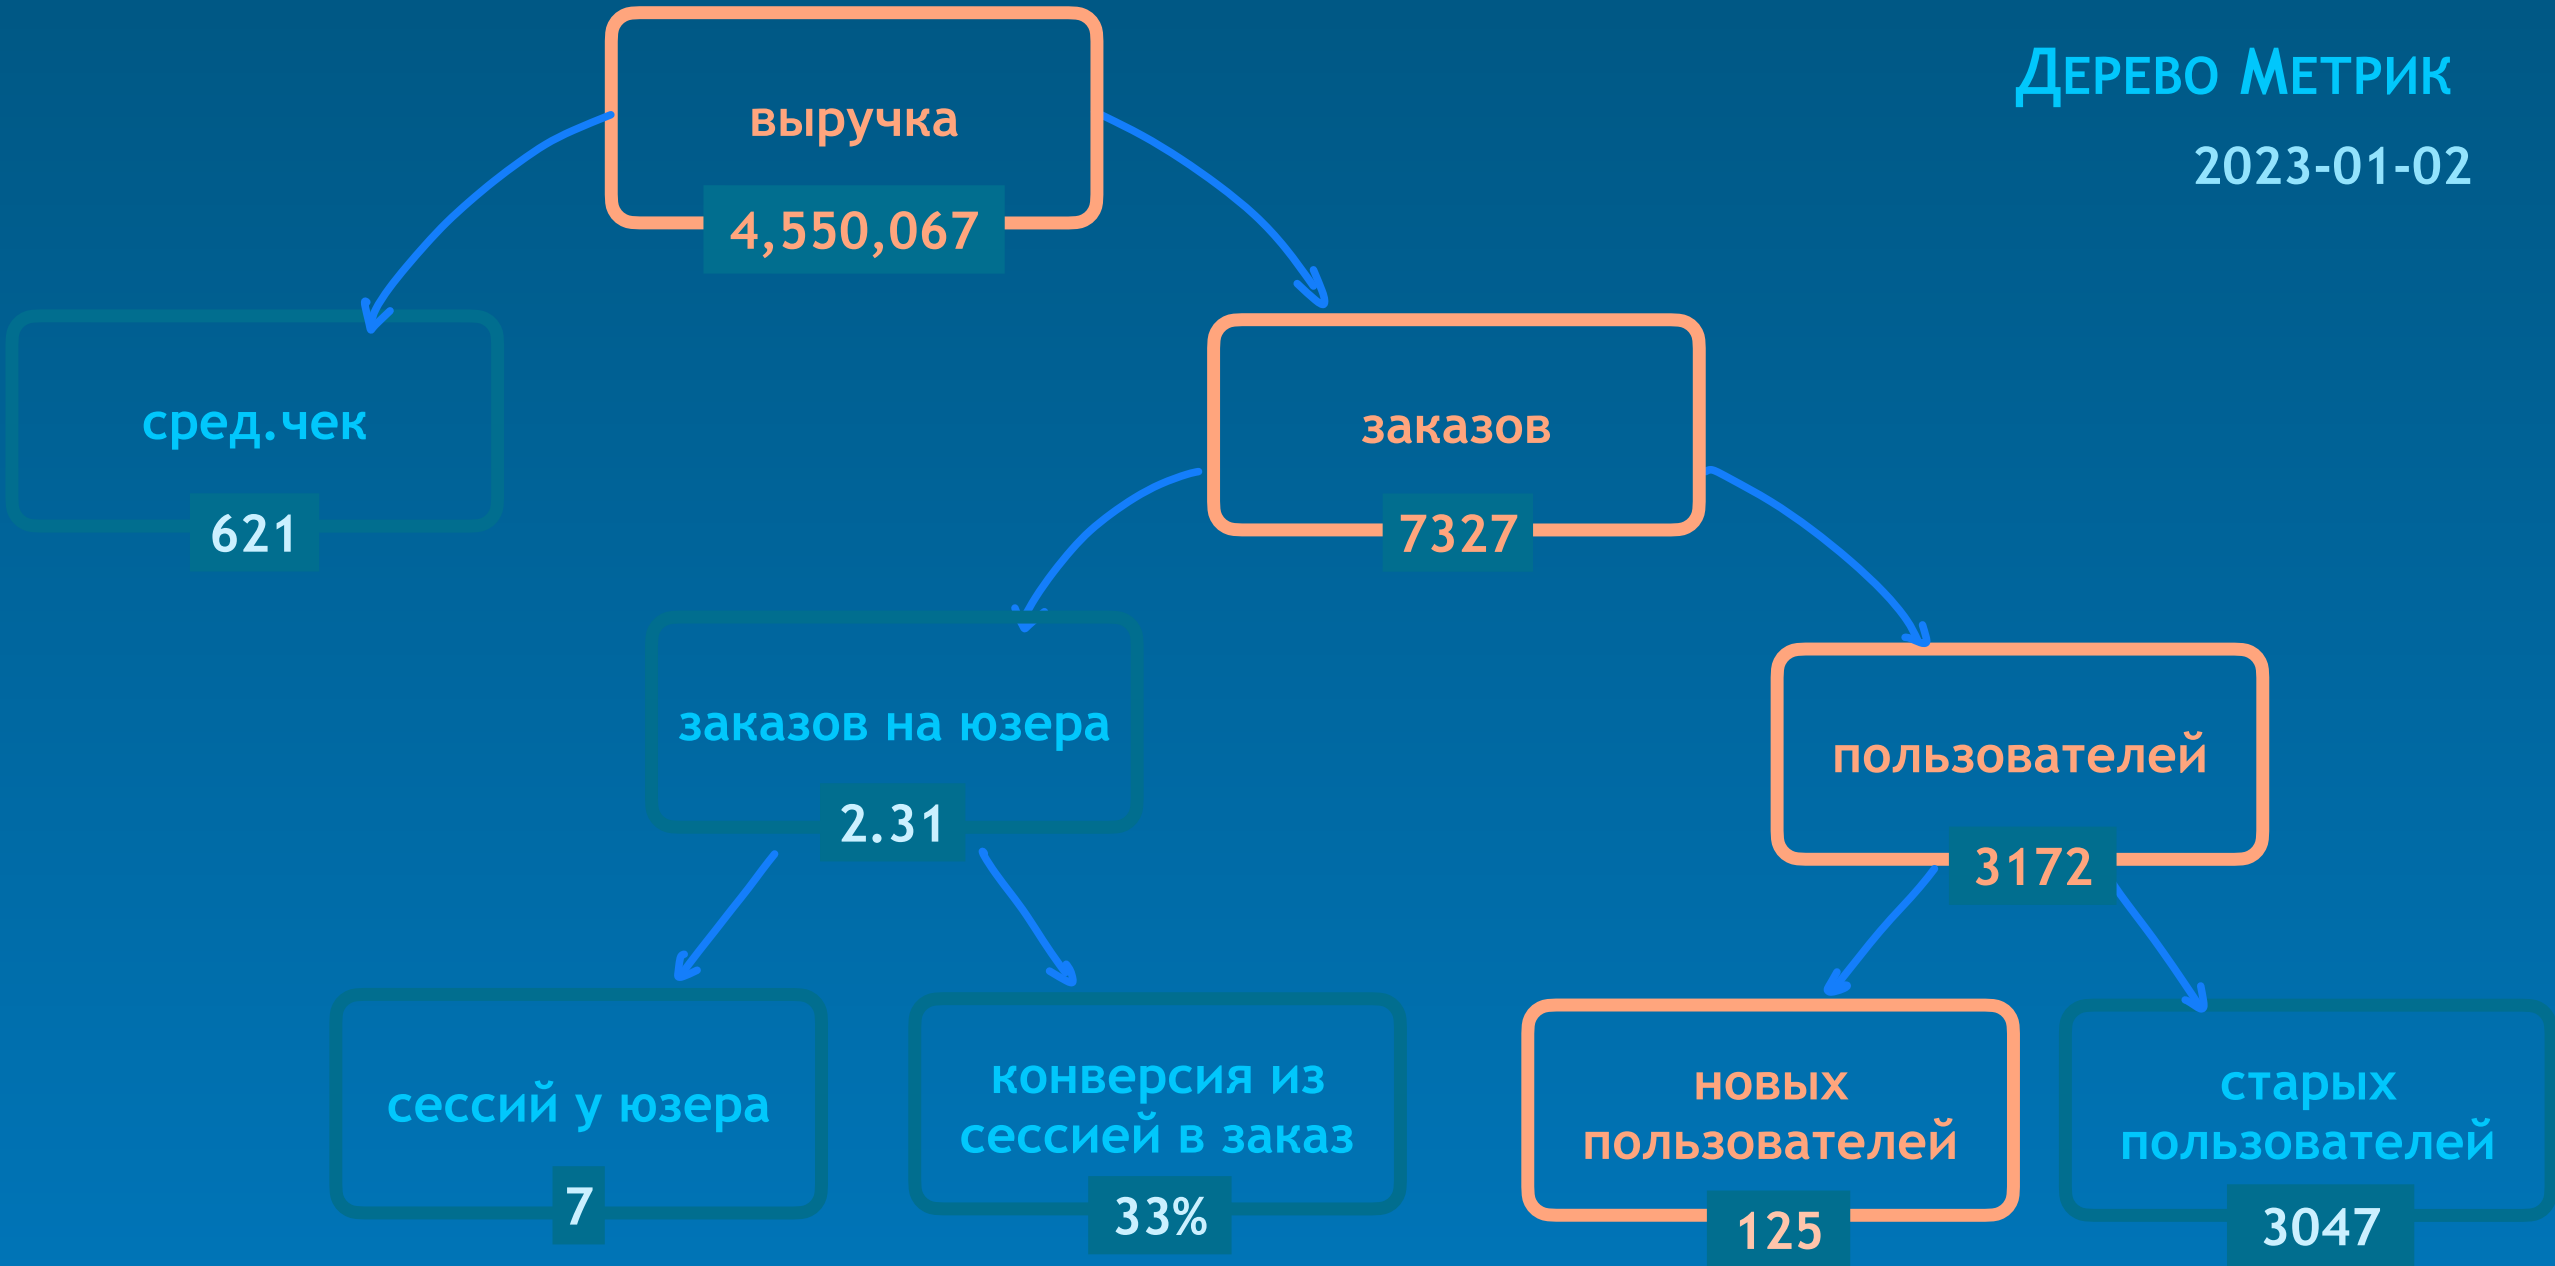 Дерево Метрик
2023-01-02
выручка
4,550,067
сред.чек
621
заказов
7327
заказов на юзера
2.31
пользователей
3172
сессий у юзера
7
конверсия из
сессией в заказ
33%
новых
пользователей
125
старых
пользователей
3047